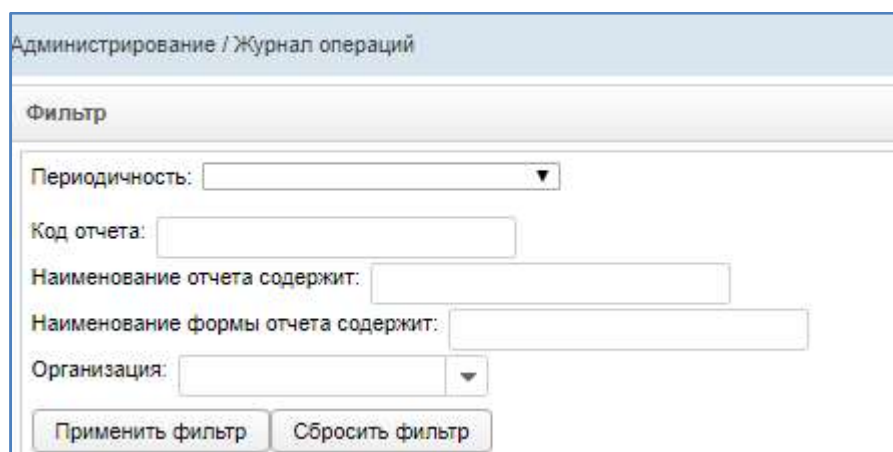 Администрирование / Журнал операций
Фильтр
Периодичность:
Код отчета:
Наименование отчета содержит:
Наименование формы отчета содержит:
Организация:
Применить фильтр Сбросить фильтр